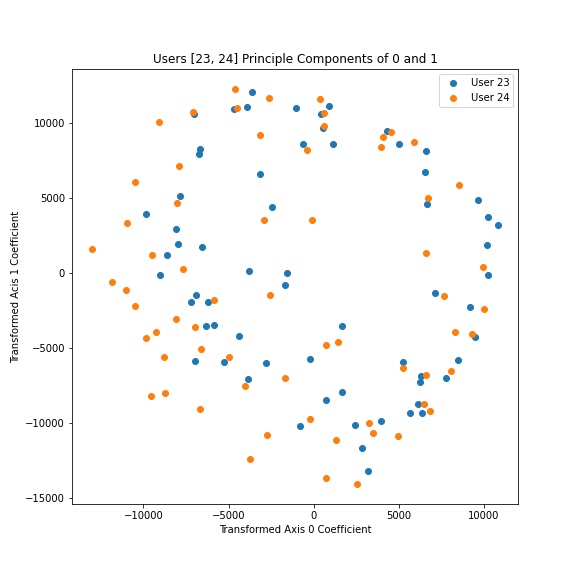 Users [23, 24] Principle Components of 0 and 1
User 23
User 24
10000
5000
0
−5000
−10000
−15000
Transformed Acis 1 Coefficient
−10000 −5000 0 5000 10000
Transformed Axis 0 Coefficient